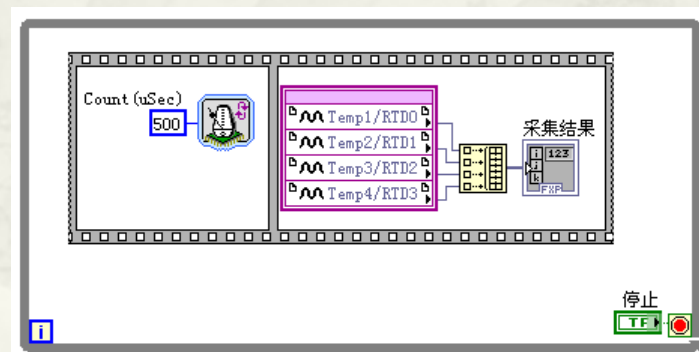 Count(uSec)
500
Temp1/RTD0
Temp2/RTD1
Temp3/RTD2
Temp4/RTD3
采集结果
i 123
j
k
FXP
停止
TF
i